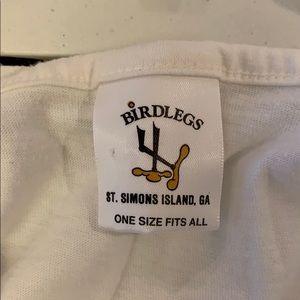 BiRDLEGS
ST. SIMONS ISLAND, GA
ONE SIZE FITS ALL